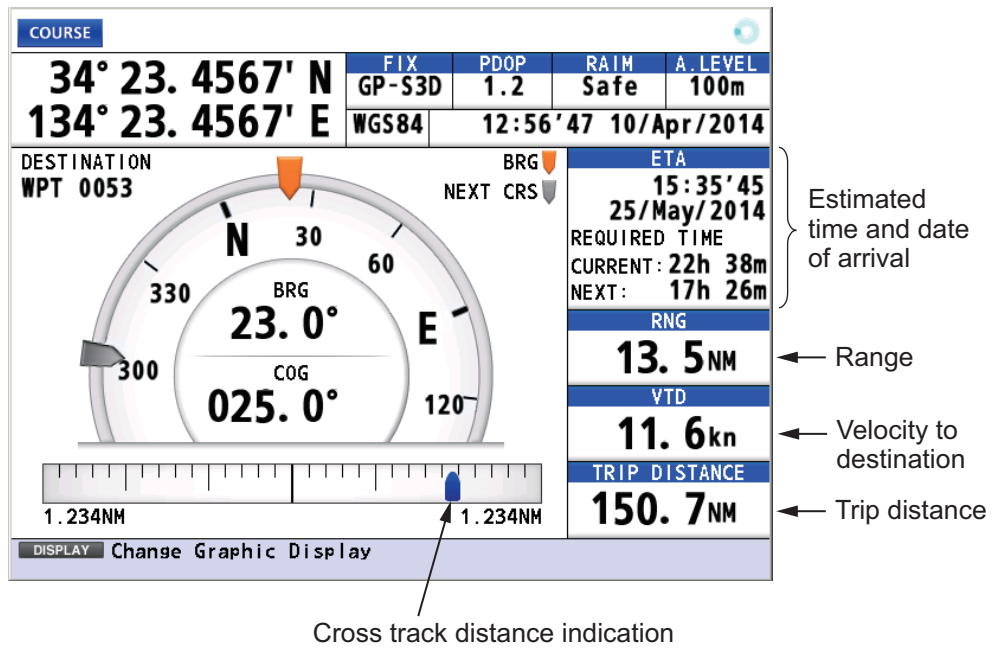 COURSE
34° 23. 4567' N
134° 23. 4567' E
FIX PDOP RAIM A.LEVEL
GP-S3D 1.2 Safe 100m
WGS84 12:56'47 10/Apr/2014
DESTINATION
WPT 0053
BRG
NEXT CRS
N 30 60 E 120
330
300
BRG
23. 0°
COG
025. 0°
1.234NM 1.234NM
ETA
15:35'45
25/May/2014
REQUIRED TIME
CURRENT: 22h 38m
NEXT: 17h 26m
RNG
13. 5NM
VTD
11. 6kn
TRIP DISTANCE
150. 7NM
DISPLAY Change Graphic Display
Estimated
time and date
of arrival
Range
Velocity to
destination
Trip distance
Cross track distance indication